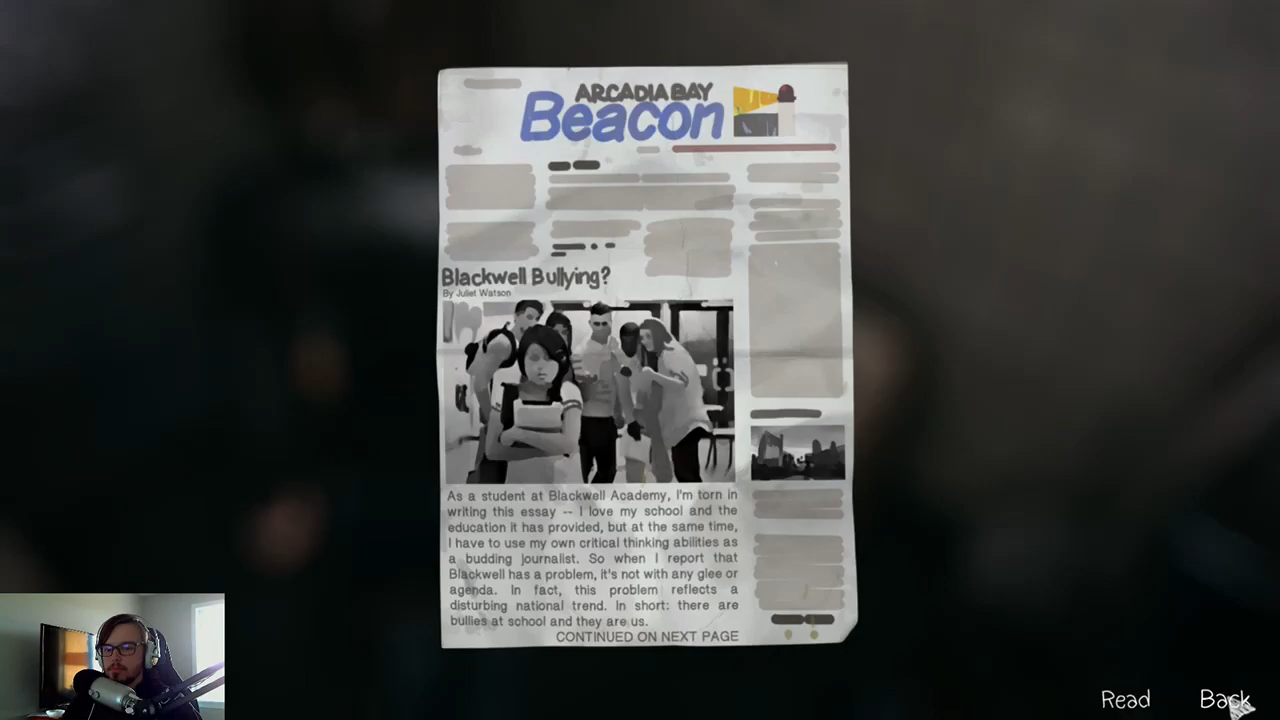 ARCADIA BAY
Beacon
Blackwell Bullying?
By Juliet Watson
As a student at Blackwell Academy, I'm torn in
writing this essay -- I love my school and the
education it has provided, but at the same time,
I have to use my own critical thinking abilities as
a budding journalist. So when I report that
Blackwell has a problem, it's not with any glee or
agenda. In fact, this problem reflects a
disturbing national trend. In short: there are
bullies at school and they are us.
CONTINUED ON NEXT PAGE
Read
Back